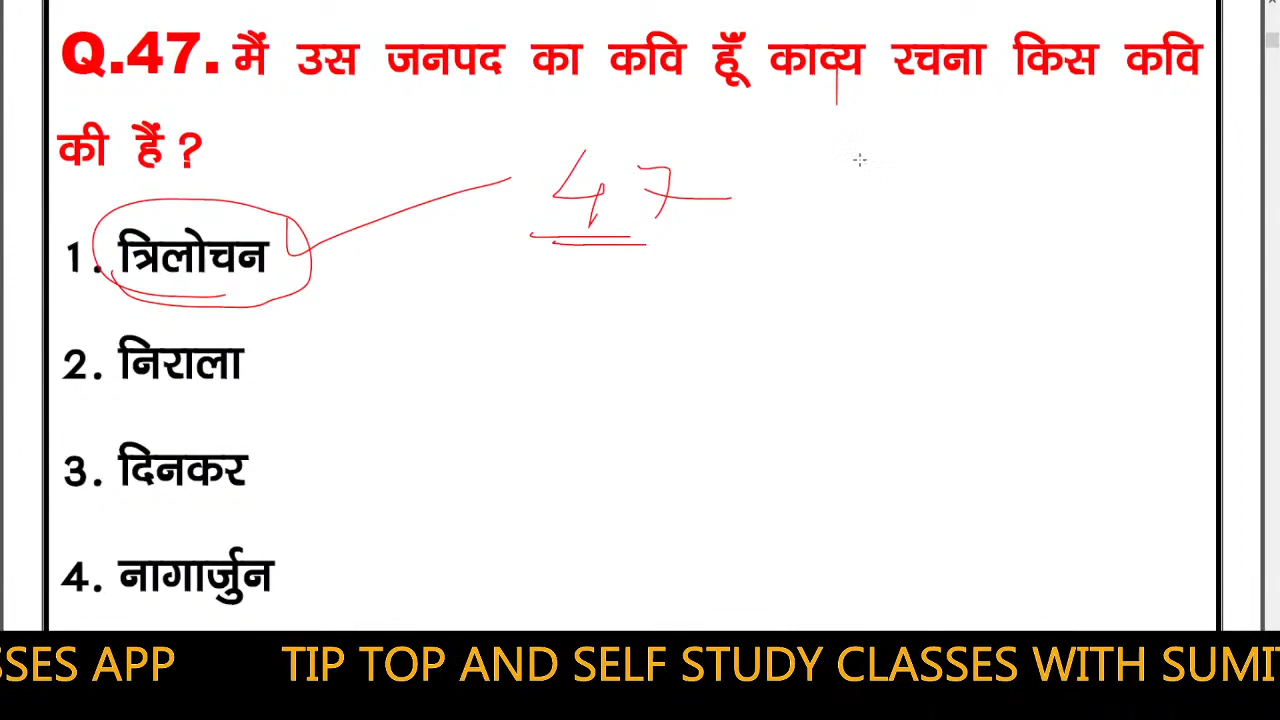 Q.47. मैं उस जनपद का कवि हूँ काव्य रचना किस कवि
की हैं ?
47
1. त्रिलोचन
2. निराला
3. दिनकर
4. नागार्जुन
SSES APP TIP TOP AND SELF STUDY CLASSES WITH SUMI